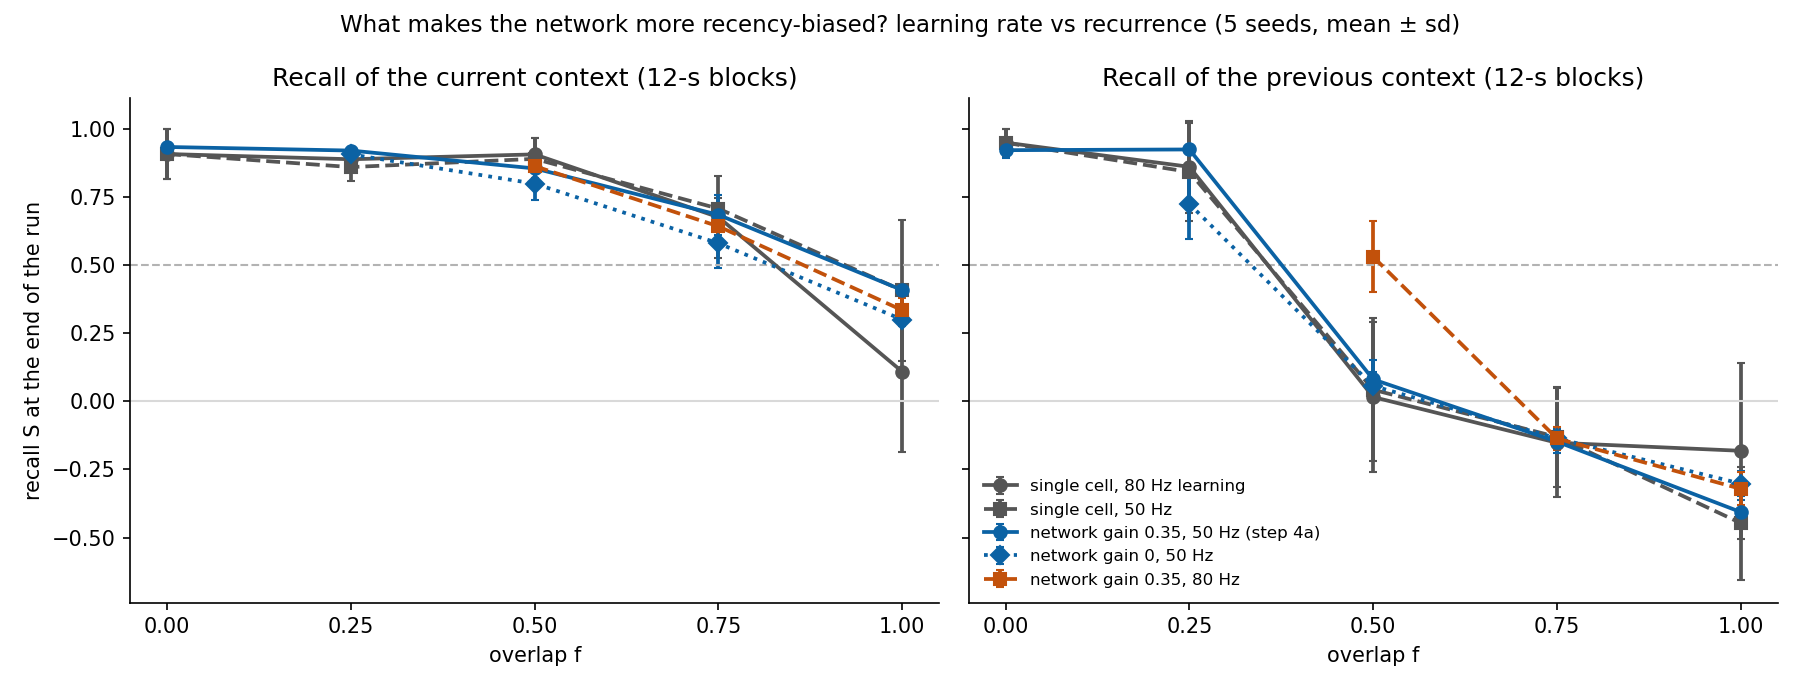 What makes the network more recency-biased? learning rate vs recurrence (5 seeds, mean ± sd)
Recall of the current context (12-s blocks)
Recall of the previous context (12-s blocks)
recall S at the end of the run
1.00
0.75
0.50
0.25
0.00
−0.25
−0.50
single cell, 80 Hz learning
single cell, 50 Hz
network gain 0.35, 50 Hz (step 4a)
network gain 0, 50 Hz
network gain 0.35, 80 Hz
0.00 0.25 0.50 0.75 1.00
0.00 0.25 0.50 0.75 1.00
overlap f
overlap f